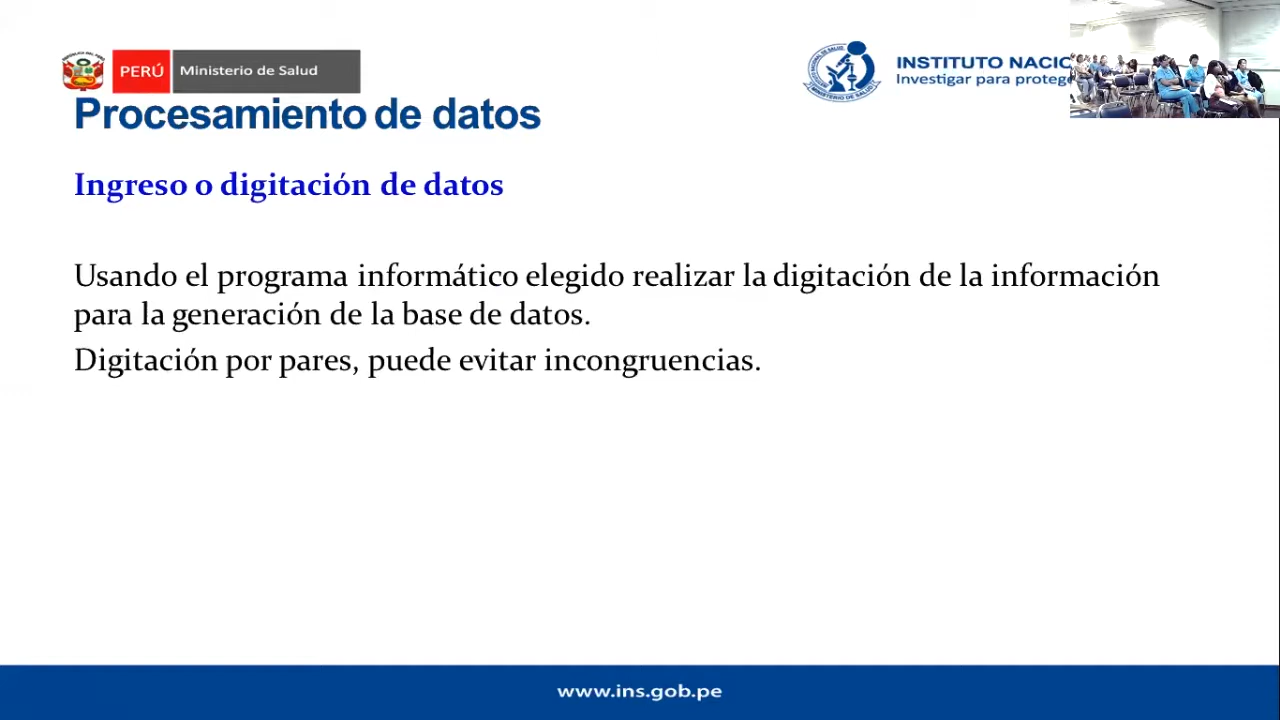 PERÚ
Ministerio de Salud
INSTITUTO
Investigar para
Procesamiento de datos
Ingreso o digitación de datos
Usando el programa informático elegido realizar la digitación de la información
para la generación de la base de datos.
Digitación por pares, puede evitar incongruencias.
www.ins.gob.pe